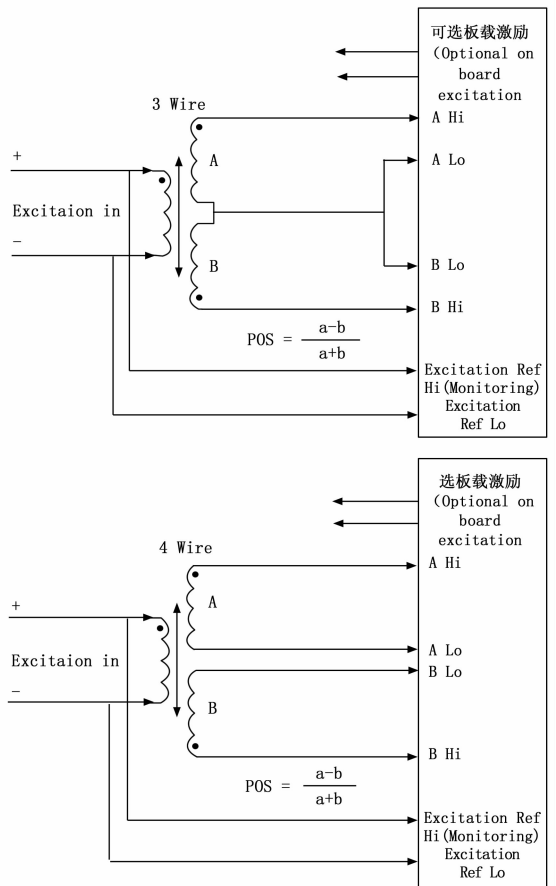 可选板载激励
(Optional on
board
excitation
3 Wire
A Hi
+
A
A Lo
Excitaion in
−
B
B Lo
B Hi
POS = a−b
a+b
Excitation Ref
Hi(Monitoring)
Excitation
Ref Lo
选板载激励
(Optional on
board
excitation
4 Wire
A Hi
+
A
A Lo
Excitaion in
B Lo
−
B
B Hi
POS = a−b
a+b
Excitation Ref
Hi(Monitoring)
Excitation
Ref Lo